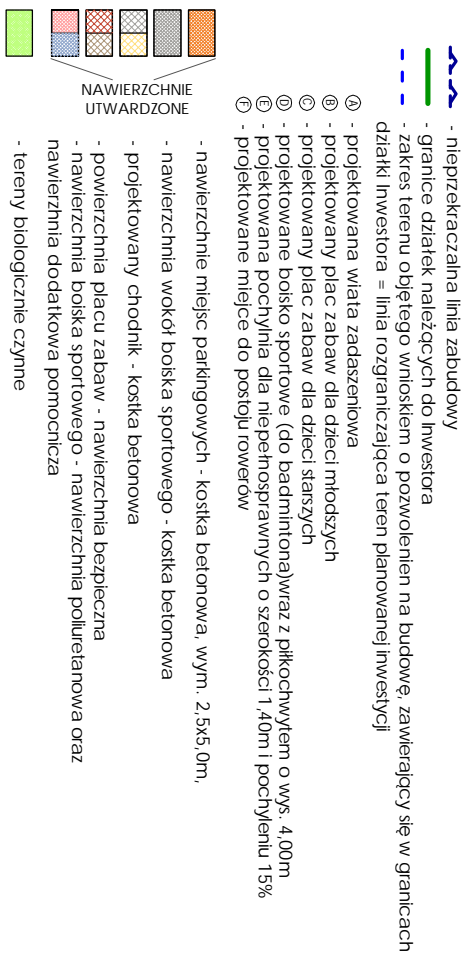 - nieprzekraczalna linia zabudowy
- granice działek należących do Inwestora
- zakres terenu objętego wnioskiem o pozwolenien na budowę, zawierający się w granicach
działki Inwestora = linia rozgraniczająca teren planowanej inwestycji
A - projektowana wiata zadaszeniowa
B - projektowany plac zabaw dla dzieci młodszych
C - projektowany plac zabaw dla dzieci starszych
D - projektowane boisko sportowe (do badmintona)wraz z piłkochwytem o wys. 4,00m
E - projektowana pochylnia dla niepełnosprawnych o szerokości 1,40m i pochyleniu 15%
F - projektowane miejce do postoju rowerów
NAWIERZCHNIE
UTWARDZONE
- nawierzchnie miejsc parkingowych - kostka betonowa, wym. 2,5x5,0m,
- nawierzchnia wokół boiska sportowego - kostka betonowa
- projektowany chodnik - kostka betonowa
- powierzchnia placu zabaw - nawierzchnia bezpieczna
- nawierzchnia boiska sportowego - nawierzchnia poliuretanowa oraz
nawierzhnia dodatkowa pomocnicza
- tereny biologicznie czynne